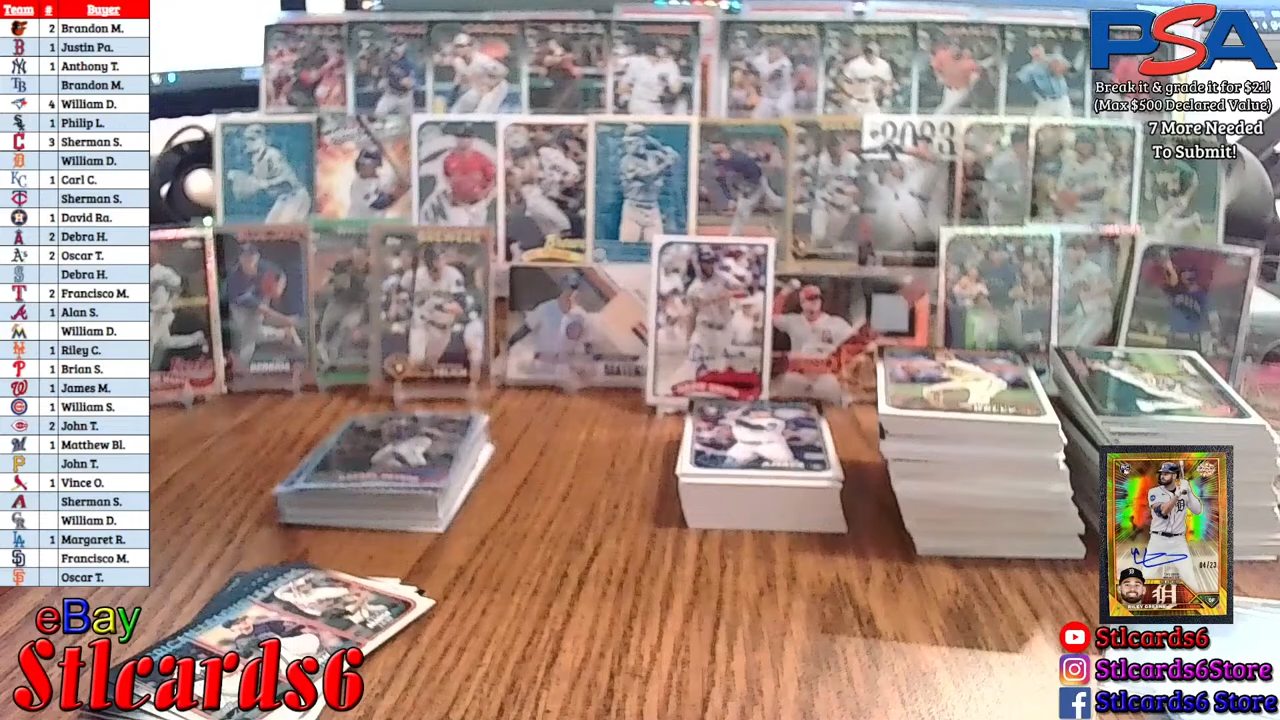 Team # Buyer
2 Brandon M.
1 Justin Pa.
1 Anthony T.
Brandon M.
4 William D.
1 Philip L.
3 Sherman S.
William D.
1 Carl C.
Sherman S.
1 David Ra.
2 Debra H.
2 Oscar T.
Debra H.
2 Francisco M.
1 Alan S.
William D.
1 Riley C.
1 Brian S.
1 James M.
1 William S.
2 John T.
1 Matthew Bl.
John T.
1 Vince O.
Sherman S.
William D.
1 Margaret R.
Francisco M.
Oscar T.
eBay
Stlcards6
PSA
Break it & grade it for $21!
(Max $500 Declared Value)
7 More Needed
To Submit!
2023
04/23
RILEY GREENE
Stlcards6
Stlcards6Store
Stlcards6 Store